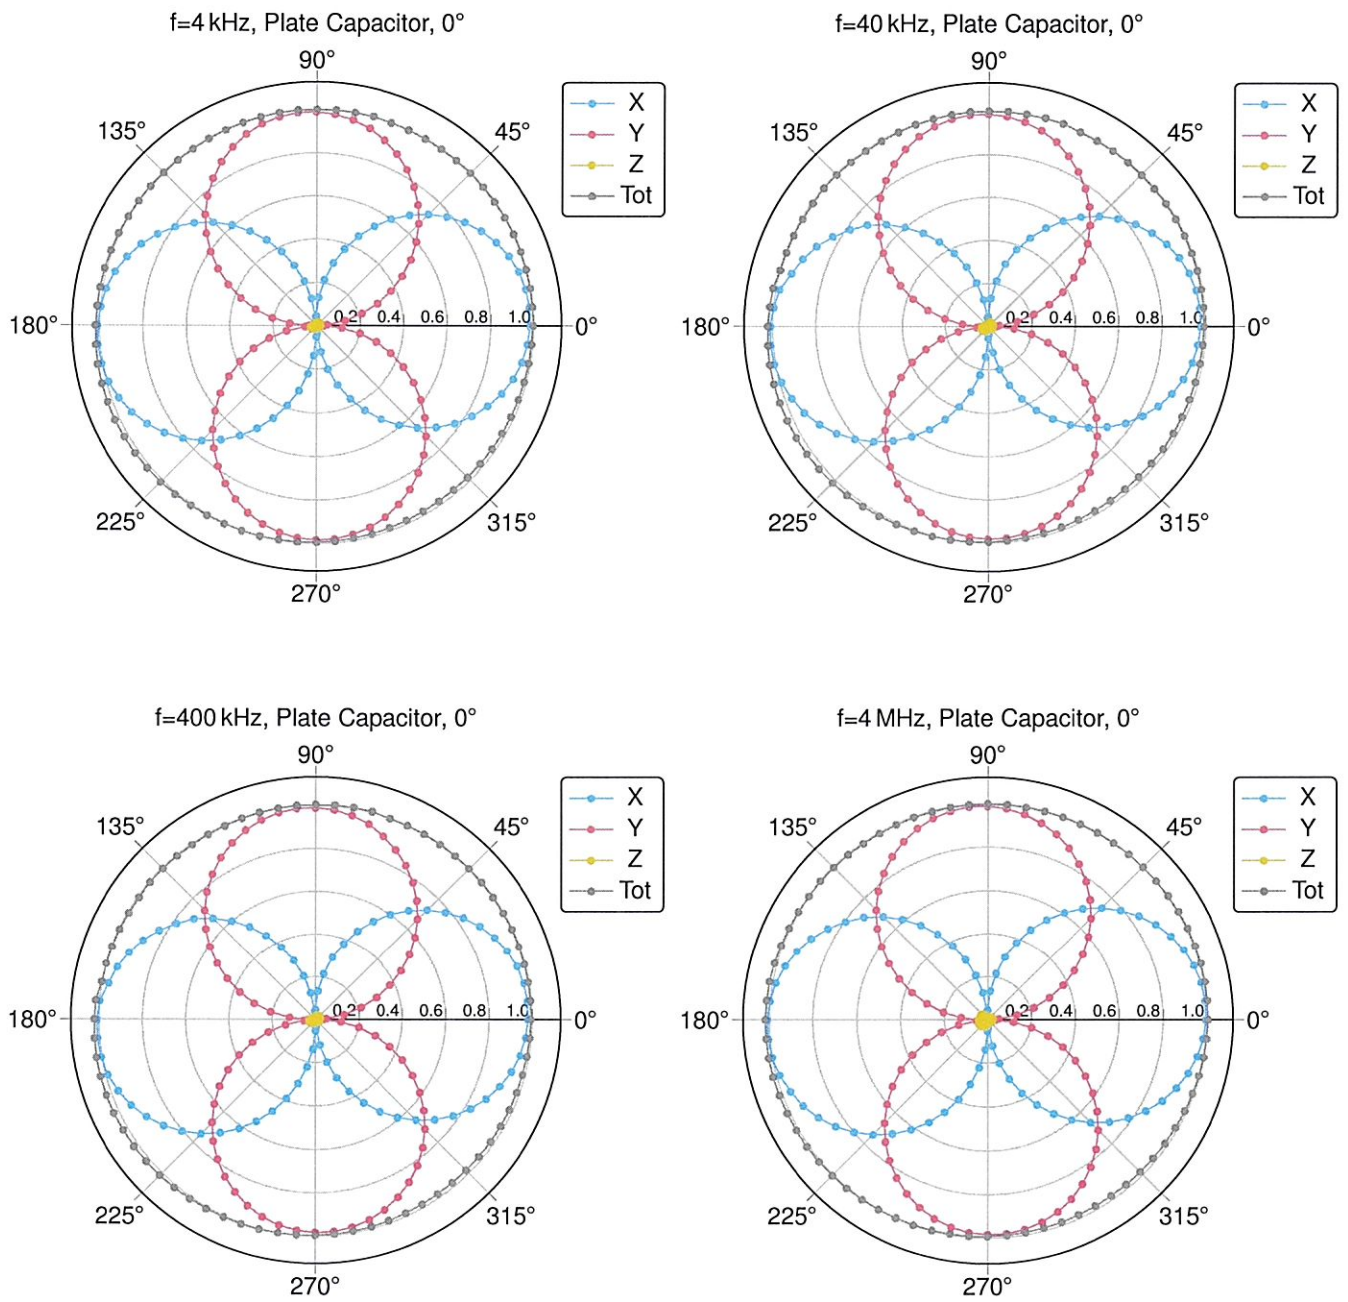 f=4 kHz, Plate Capacitor, 0°
90°
135°
45°
180°
0.2 0.4 0.6 0.8 1.0
0°
225°
315°
270°
X
Y
Z
Tot
f=40 kHz, Plate Capacitor, 0°
90°
135°
45°
180°
0.2 0.4 0.6 0.8 1.0
0°
225°
315°
270°
X
Y
Z
Tot
f=400 kHz, Plate Capacitor, 0°
90°
135°
45°
180°
0.2 0.4 0.6 0.8 1.0
0°
225°
315°
270°
X
Y
Z
Tot
f=4 MHz, Plate Capacitor, 0°
90°
135°
45°
180°
0.2 0.4 0.6 0.8 1.0
0°
225°
315°
270°
X
Y
Z
Tot